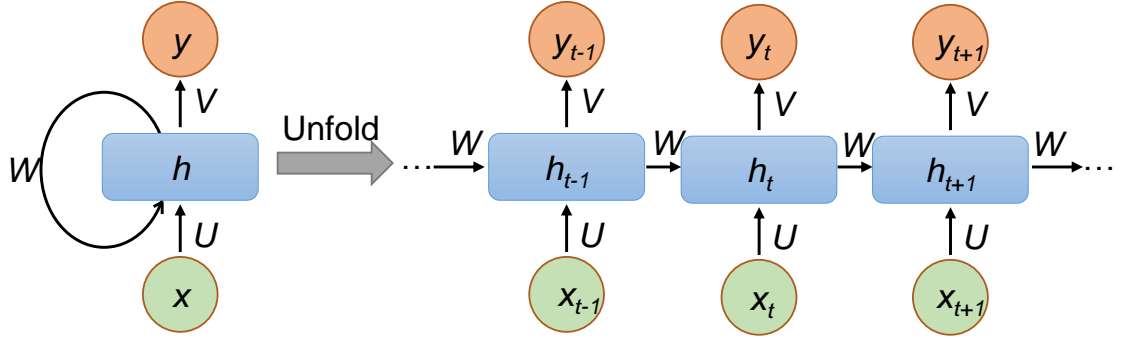 y y_{t-1} y_t y_{t+1}
V V V V
Unfold
W h ... W h_{t-1} W h_t W h_{t+1} W ...
U U U U
x x_{t-1} x_t x_{t+1}